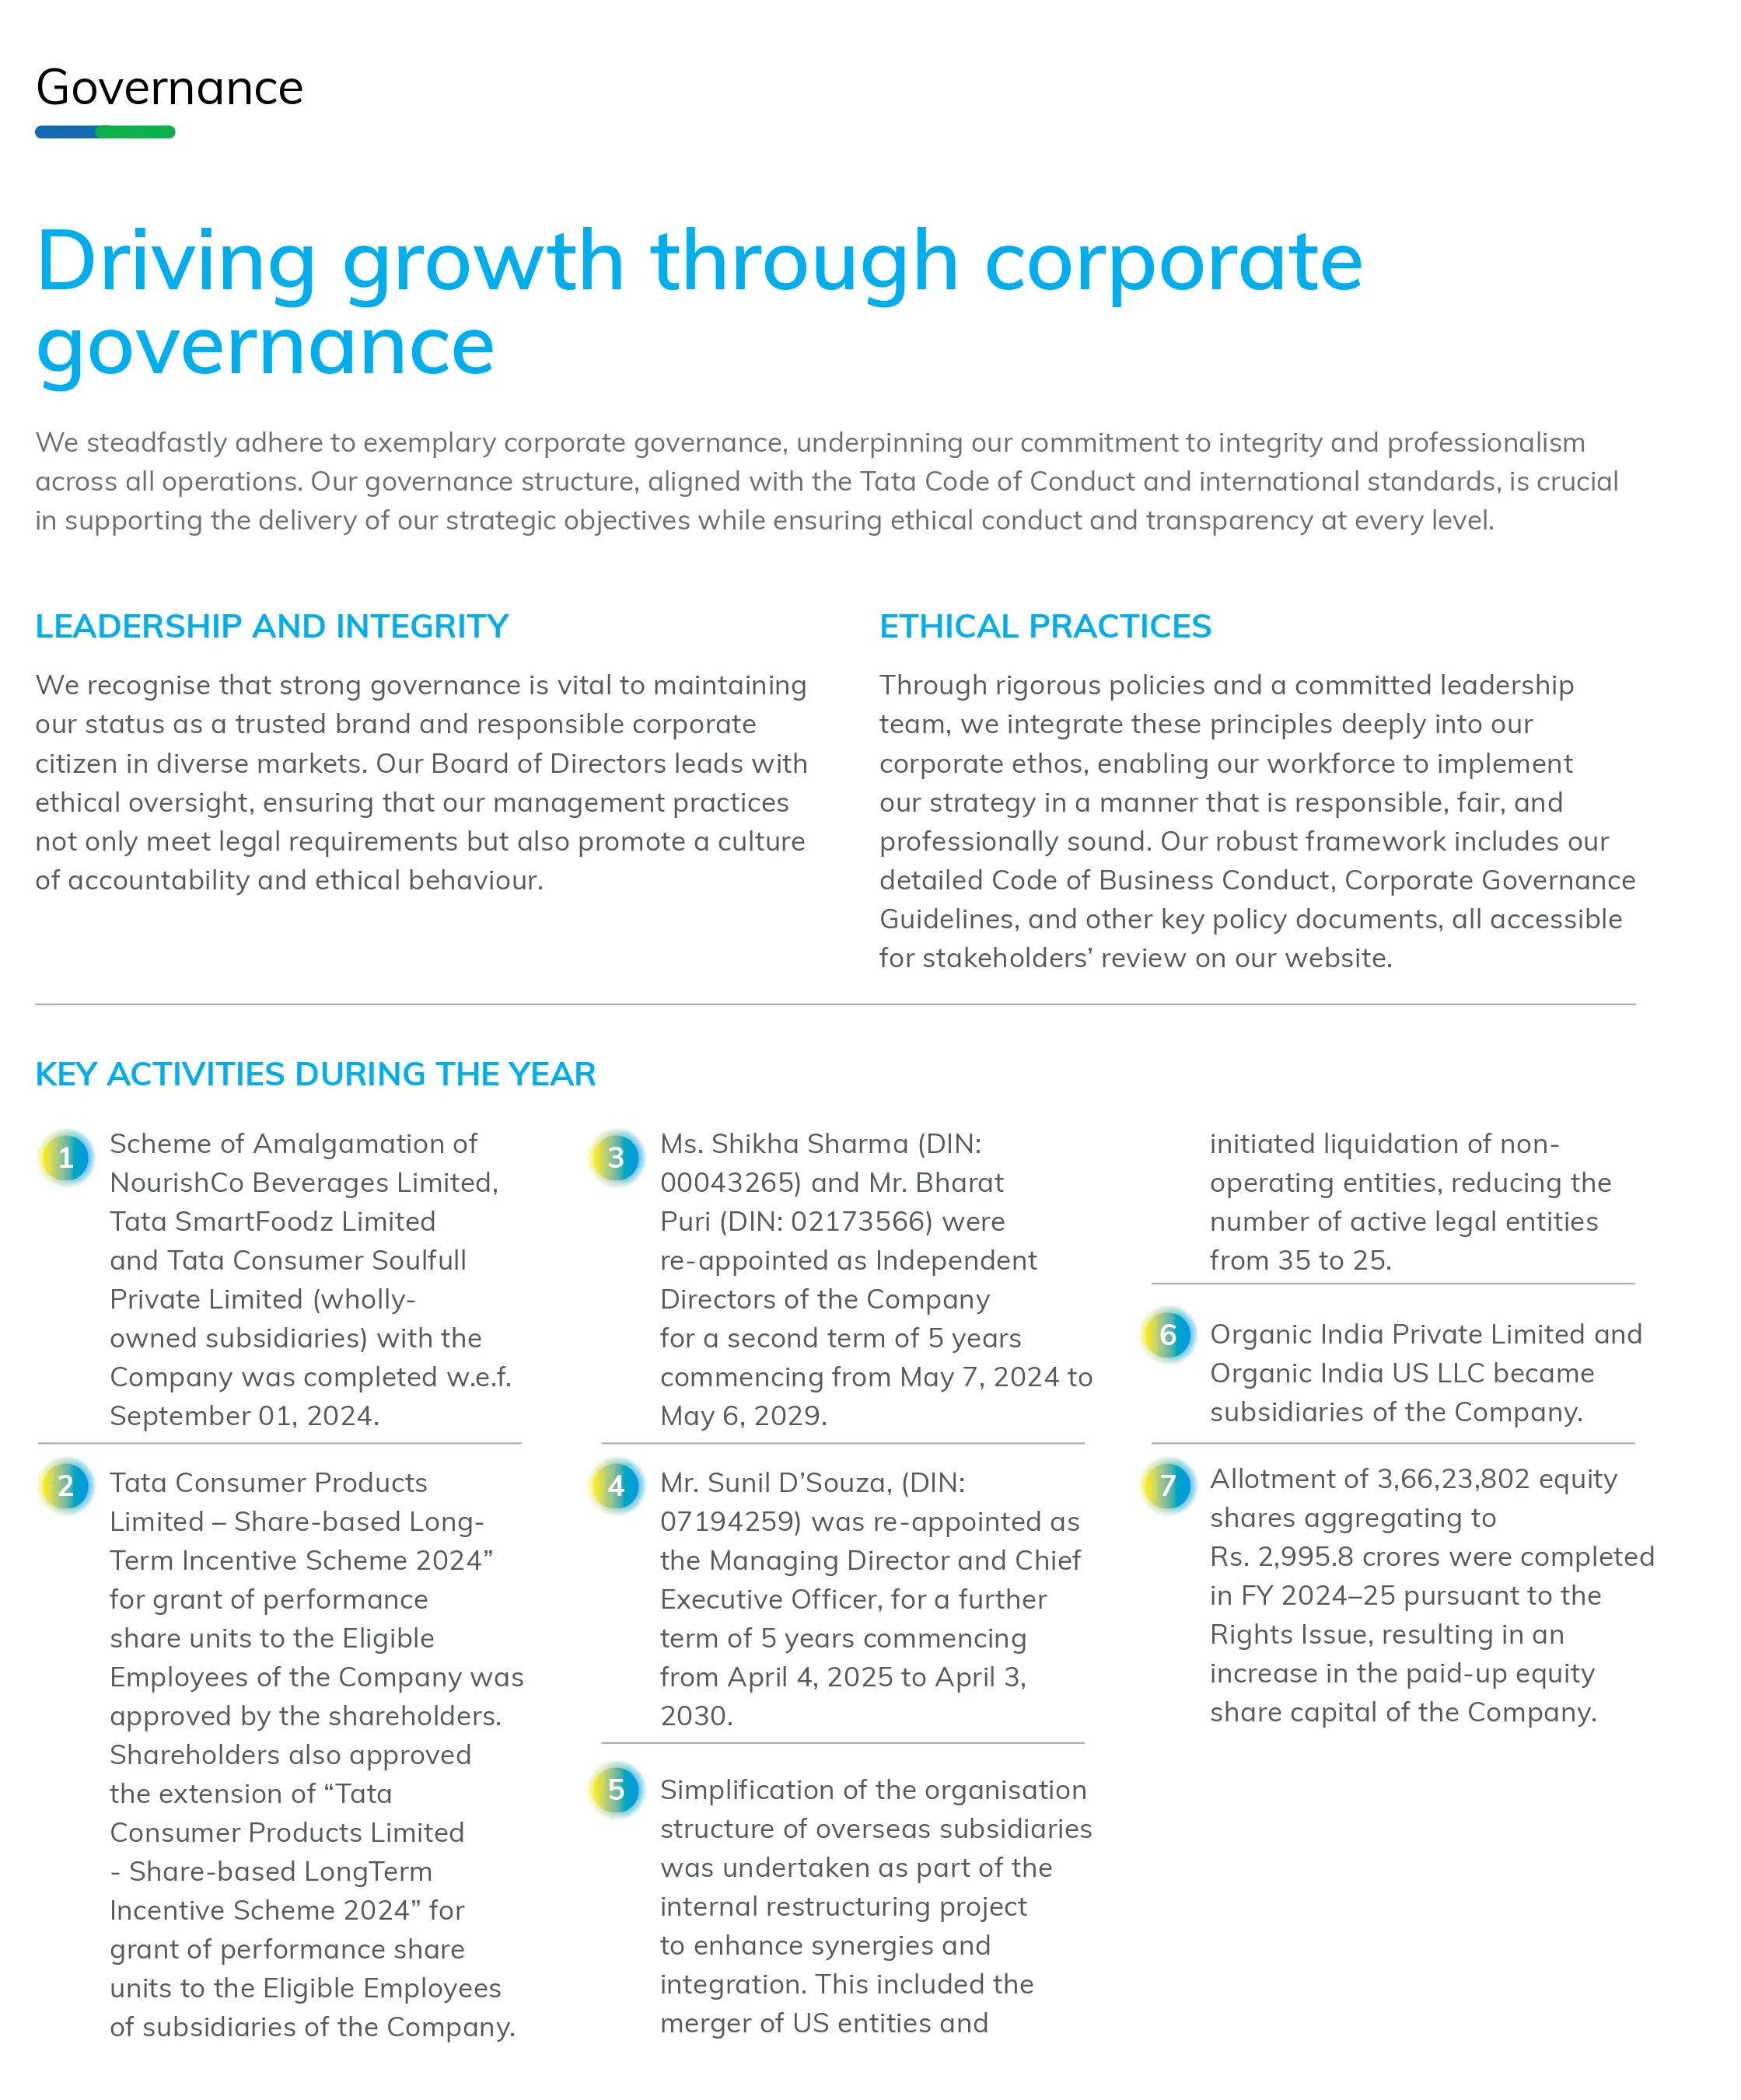 Governance
Driving growth through corporate
governance
We steadfastly adhere to exemplary corporate governance, underpinning our commitment to integrity and professionalism
across all operations. Our governance structure, aligned with the Tata Code of Conduct and international standards, is crucial
in supporting the delivery of our strategic objectives while ensuring ethical conduct and transparency at every level.
LEADERSHIP AND INTEGRITY
We recognise that strong governance is vital to maintaining
our status as a trusted brand and responsible corporate
citizen in diverse markets. Our Board of Directors leads with
ethical oversight, ensuring that our management practices
not only meet legal requirements but also promote a culture
of accountability and ethical behaviour.
ETHICAL PRACTICES
Through rigorous policies and a committed leadership
team, we integrate these principles deeply into our
corporate ethos, enabling our workforce to implement
our strategy in a manner that is responsible, fair, and
professionally sound. Our robust framework includes our
detailed Code of Business Conduct, Corporate Governance
Guidelines, and other key policy documents, all accessible
for stakeholders’ review on our website.
KEY ACTIVITIES DURING THE YEAR
1 Scheme of Amalgamation of
NourishCo Beverages Limited,
Tata SmartFoodz Limited
and Tata Consumer Soulfull
Private Limited (wholly-
owned subsidiaries) with the
Company was completed w.e.f.
September 01, 2024.
2 Tata Consumer Products
Limited – Share-based Long-
Term Incentive Scheme 2024”
for grant of performance
share units to the Eligible
Employees of the Company was
approved by the shareholders.
Shareholders also approved
the extension of “Tata
Consumer Products Limited
- Share-based LongTerm
Incentive Scheme 2024” for
grant of performance share
units to the Eligible Employees
of subsidiaries of the Company.
3 Ms. Shikha Sharma (DIN:
00043265) and Mr. Bharat
Puri (DIN: 02173566) were
re-appointed as Independent
Directors of the Company
for a second term of 5 years
commencing from May 7, 2024 to
May 6, 2029.
4 Mr. Sunil D’Souza, (DIN:
07194259) was re-appointed as
the Managing Director and Chief
Executive Officer, for a further
term of 5 years commencing
from April 4, 2025 to April 3,
2030.
5 Simplification of the organisation
structure of overseas subsidiaries
was undertaken as part of the
internal restructuring project
to enhance synergies and
integration. This included the
merger of US entities and
initiated liquidation of non-
operating entities, reducing the
number of active legal entities
from 35 to 25.
6 Organic India Private Limited and
Organic India US LLC became
subsidiaries of the Company.
7 Allotment of 3,66,23,802 equity
shares aggregating to
Rs. 2,995.8 crores were completed
in FY 2024–25 pursuant to the
Rights Issue, resulting in an
increase in the paid-up equity
share capital of the Company.